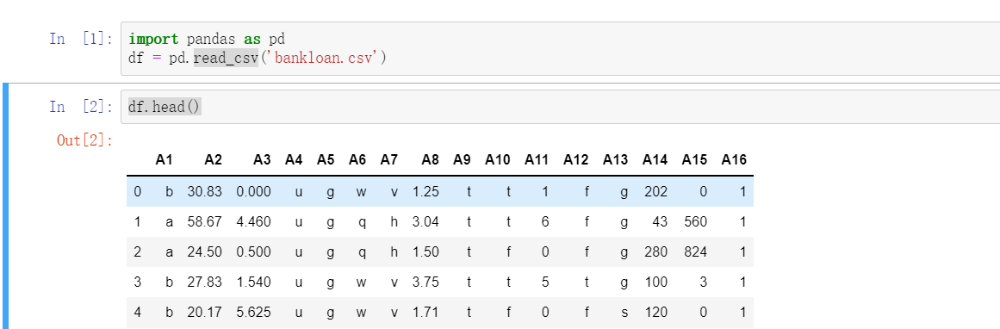 In [1]: import pandas as pd
df = pd.read_csv('bankloan.csv')
In [2]: df.head()
Out[2]:
A1 A2 A3 A4 A5 A6 A7 A8 A9 A10 A11 A12 A13 A14 A15 A16
0 b 30.83 0.000 u g w v 1.25 t t 1 f g 202 0 1
1 a 58.67 4.460 u g q h 3.04 t t 6 f g 43 560 1
2 a 24.50 0.500 u g q h 1.50 t f 0 f g 280 824 1
3 b 27.83 1.540 u g w v 3.75 t t 5 t g 100 3 1
4 b 20.17 5.625 u g w v 1.71 t f 0 f s 120 0 1